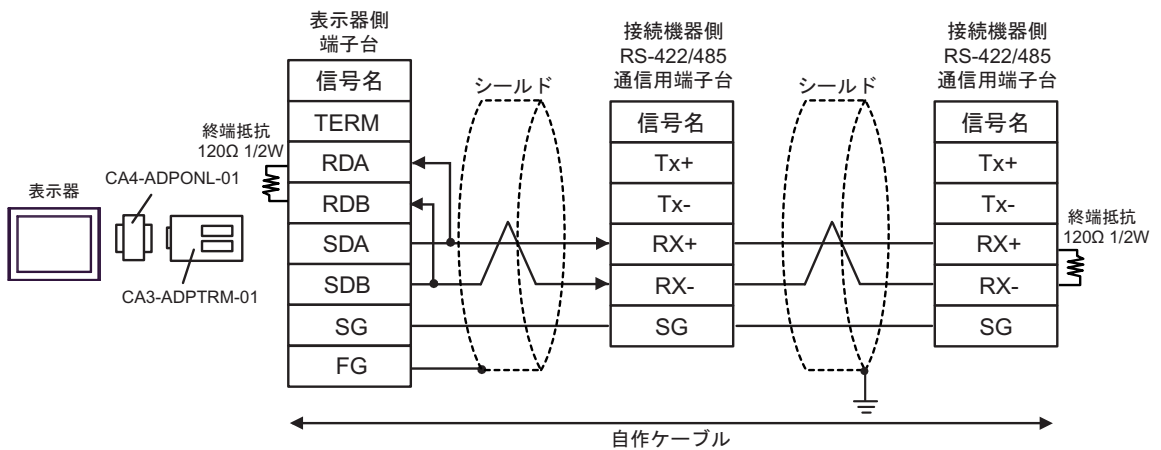 表示器
CA4-ADPONL-01
CA3-ADPTRM-01
終端抵抗
120Ω 1/2W
表示器側
端子台
信号名
TERM
RDA
RDB
SDA
SDB
SG
FG
シールド
接続機器側
RS-422/485
通信用端子台
信号名
Tx+
Tx-
RX+
RX-
SG
シールド
接続機器側
RS-422/485
通信用端子台
信号名
Tx+
Tx-
RX+
RX-
SG
終端抵抗
120Ω 1/2W
自作ケーブル